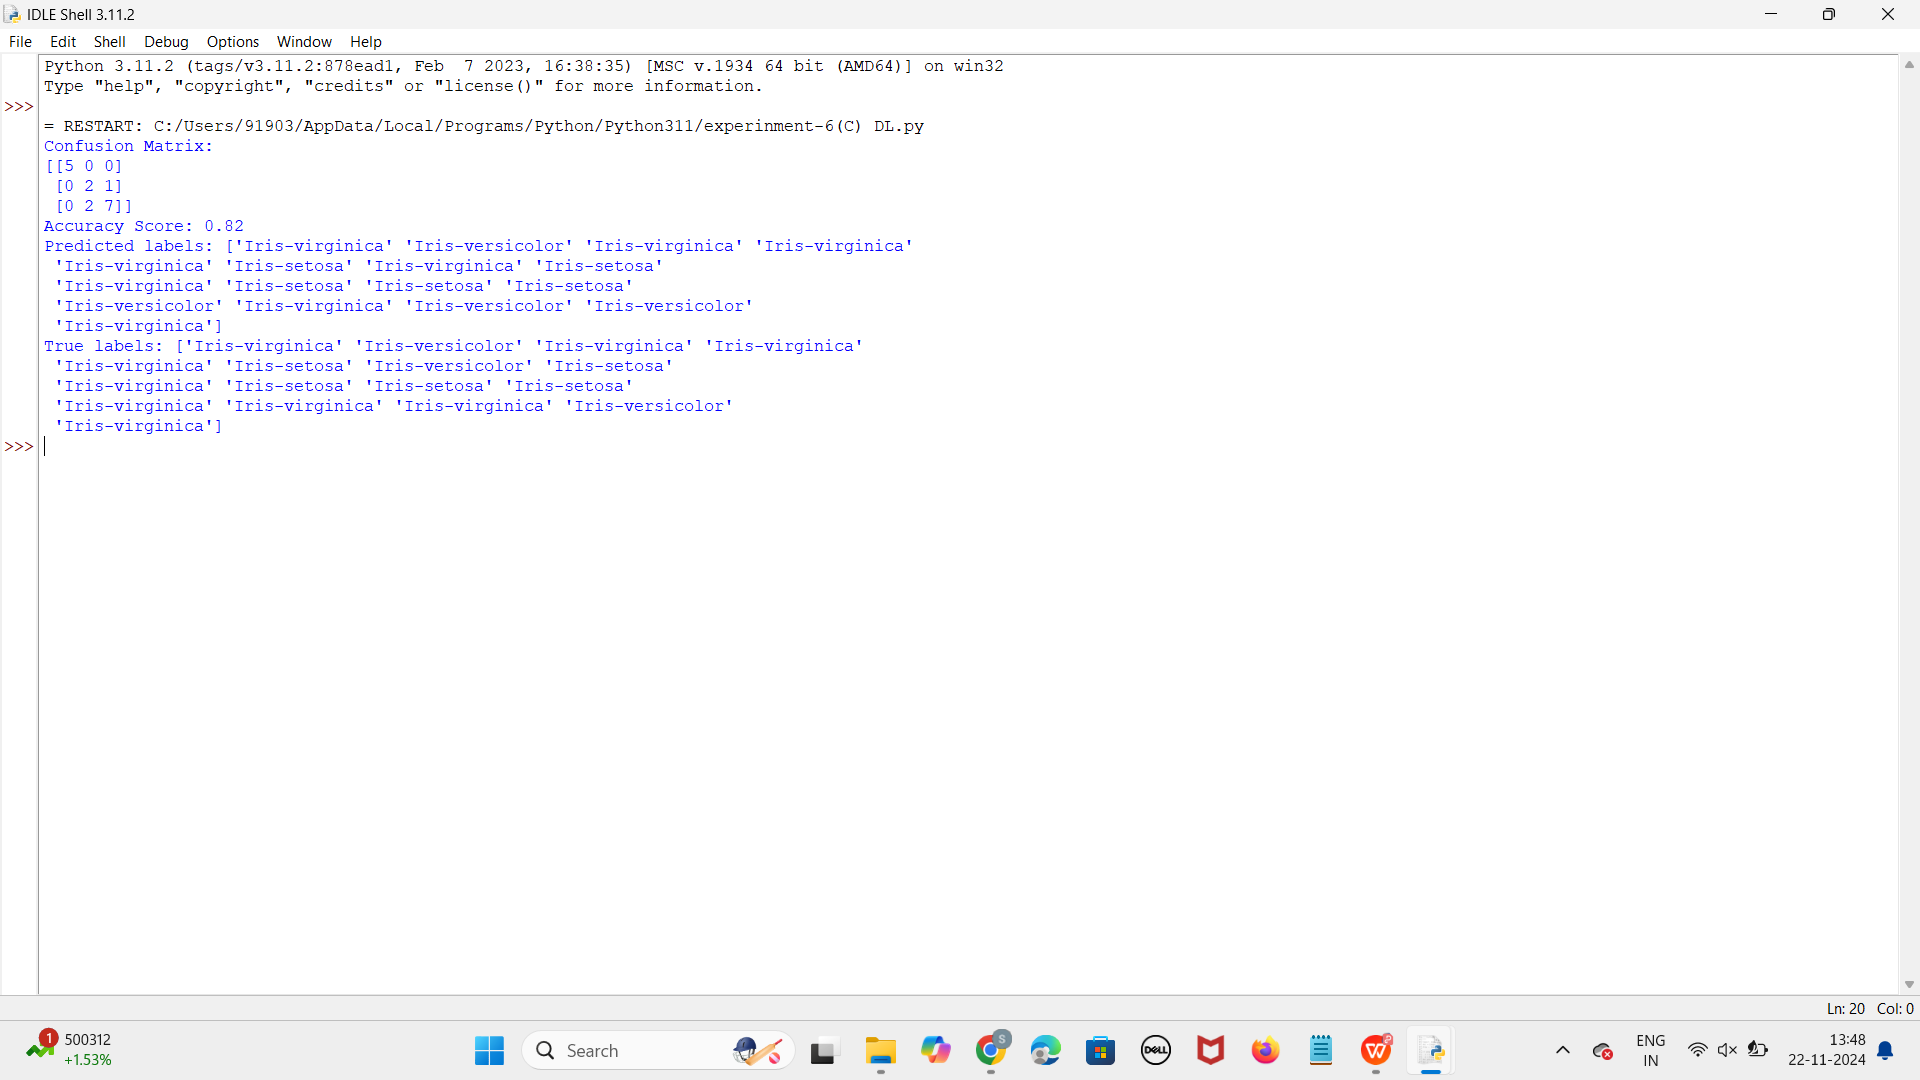 IDLE Shell 3.11.2
File Edit Shell Debug Options Window Help
Python 3.11.2 (tags/v3.11.2:878ead1, Feb  7 2023, 16:38:35) [MSC v.1934 64 bit (AMD64)] on win32
Type "help", "copyright", "credits" or "license()" for more information.
>>>
= RESTART: C:/Users/91903/AppData/Local/Programs/Python/Python311/experinment-6(C) DL.py
Confusion Matrix:
[[5 0 0]
 [0 2 1]
 [0 2 7]]
Accuracy Score: 0.82
Predicted labels: ['Iris-virginica' 'Iris-versicolor' 'Iris-virginica' 'Iris-virginica'
 'Iris-virginica' 'Iris-setosa' 'Iris-virginica' 'Iris-setosa'
 'Iris-virginica' 'Iris-setosa' 'Iris-setosa' 'Iris-setosa'
 'Iris-versicolor' 'Iris-virginica' 'Iris-versicolor' 'Iris-versicolor'
 'Iris-virginica']
True labels: ['Iris-virginica' 'Iris-versicolor' 'Iris-virginica' 'Iris-virginica'
 'Iris-virginica' 'Iris-setosa' 'Iris-versicolor' 'Iris-setosa'
 'Iris-virginica' 'Iris-setosa' 'Iris-setosa' 'Iris-setosa'
 'Iris-virginica' 'Iris-virginica' 'Iris-virginica' 'Iris-versicolor'
 'Iris-virginica']
>>>
Ln: 20 Col: 0
1
500312
+1.53%
Search
S
DELL
W
ENG
IN
13:48
22-11-2024